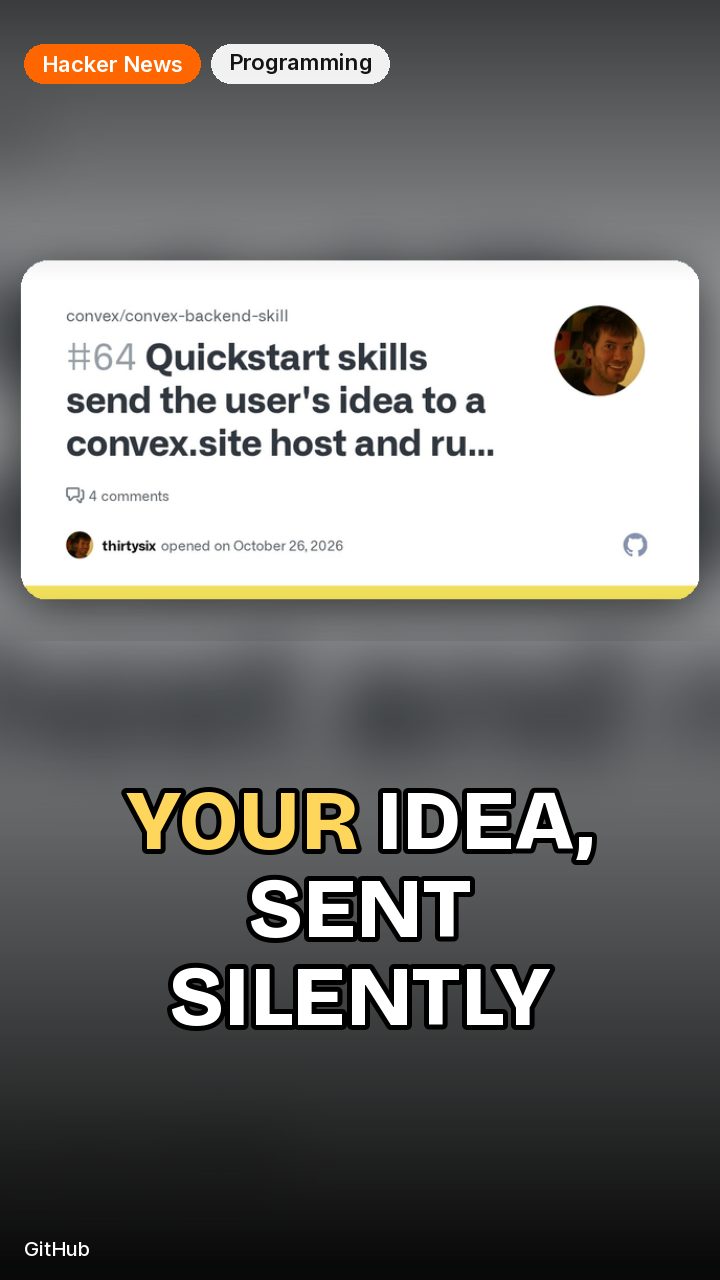 Hacker News
Programming
convex/convex-backend-skill
#64 Quickstart skills
send the user's idea to a
convex.site host and ru...
4 comments
thirtysix opened on October 26, 2026
YOUR IDEA,
SENT
SILENTLY
GitHub